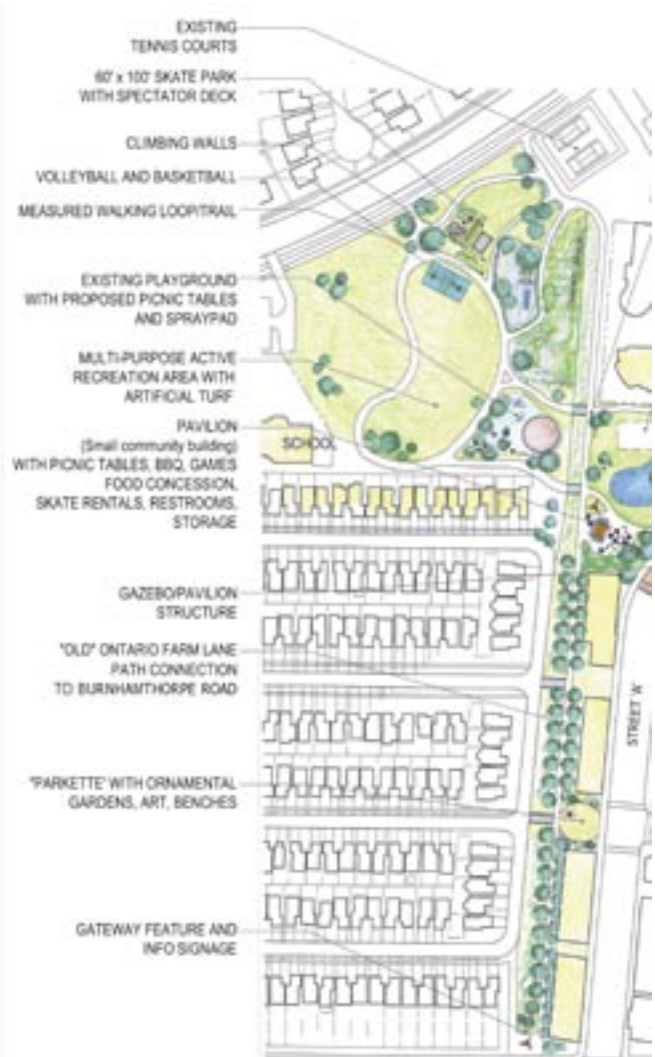 EXISTING
TENNIS COURTS
60' x 100' SKATE PARK
WITH SPECTATOR DECK
CLIMBING WALLS
VOLLEYBALL AND BASKETBALL
MEASURED WALKING LOOP/TRAIL
EXISTING PLAYGROUND
WITH PROPOSED PICNIC TABLES
AND SPRAYPAD
MULTI-PURPOSE ACTIVE
RECREATION AREA WITH
ARTIFICIAL TURF
PAVILION
(Small community building)
WITH PICNIC TABLES, BBQ, GAMES
FOOD CONCESSION,
SKATE RENTALS, RESTROOMS,
STORAGE
SCHOOL
GAZEBO/PAVILION
STRUCTURE
"OLD" ONTARIO FARM LANE
PATH CONNECTION
TO BURNHAMTHORPE ROAD
STREET 'A'
"PARKETTE" WITH ORNAMENTAL
GARDENS, ART, BENCHES
GATEWAY FEATURE AND
INFO SIGNAGE